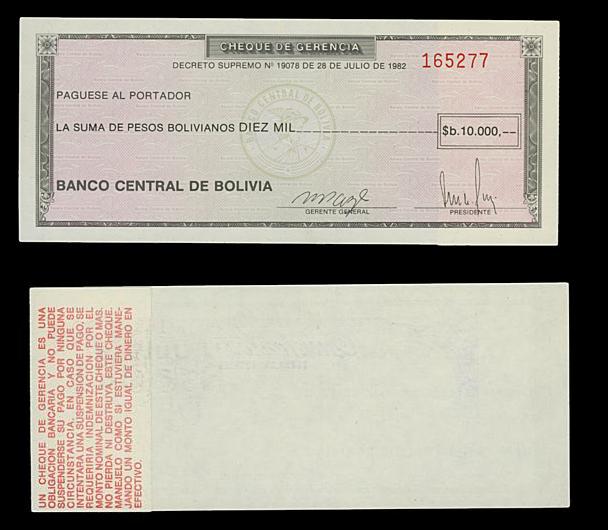 CHEQUE DE GERENCIA
DECRETO SUPREMO Nº 19078 DE 28 DE JULIO DE 1982
165277
PAGUESE AL PORTADOR
LA SUMA DE PESOS BOLIVIANOS DIEZ MIL
$b.10.000,--
BANCO CENTRAL DE BOLIVIA
GERENTE GENERAL
PRESIDENTE
UN CHEQUE DE GERENCIA ES UNA
OBLIGACION BANCARIA Y NO PUEDE
SUSPENDERSE SU PAGO POR NINGUNA
CIRCUNSTANCIA. EN CASO QUE SE
INTENTARA UNA SUSPENSION DE PAGO, SE
REQUERIRIA INDEMNIZACION POR EL
MONTO NOMINAL DE ESTE CHEQUE O MAS.
NO PIERDA NI DESTRUYA ESTE CHEQUE.
MANEJELO COMO SI ESTUVIERA MANE-
JANDO UN MONTO IGUAL DE DINERO EN
EFECTIVO.